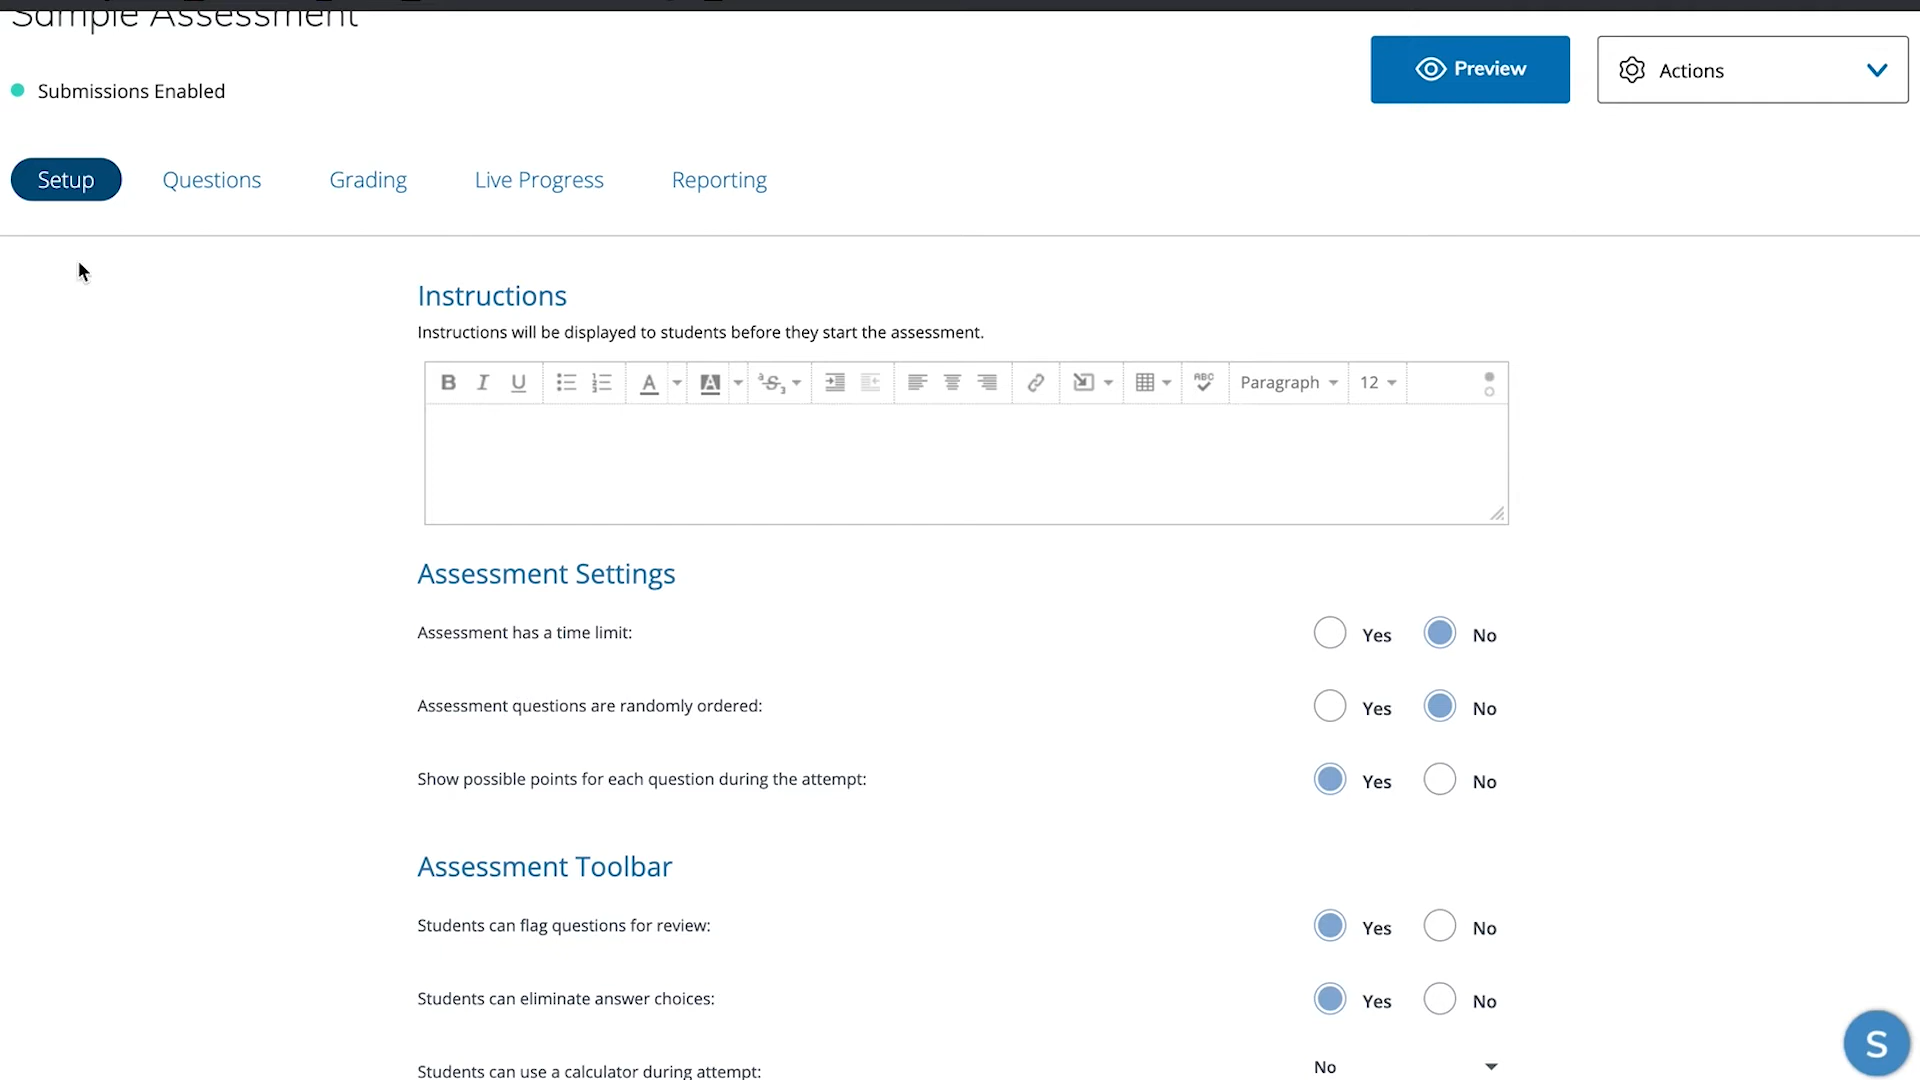 Sample Assessment
Preview
Actions
Submissions Enabled
Setup Questions Grading Live Progress Reporting
Instructions
Instructions will be displayed to students before they start the assessment.
B I U A A S ABC Paragraph 12
Assessment Settings
Assessment has a time limit: Yes No
Assessment questions are randomly ordered: Yes No
Show possible points for each question during the attempt: Yes No
Assessment Toolbar
Students can flag questions for review: Yes No
Students can eliminate answer choices: Yes No
Students can use a calculator during attempt: No
S